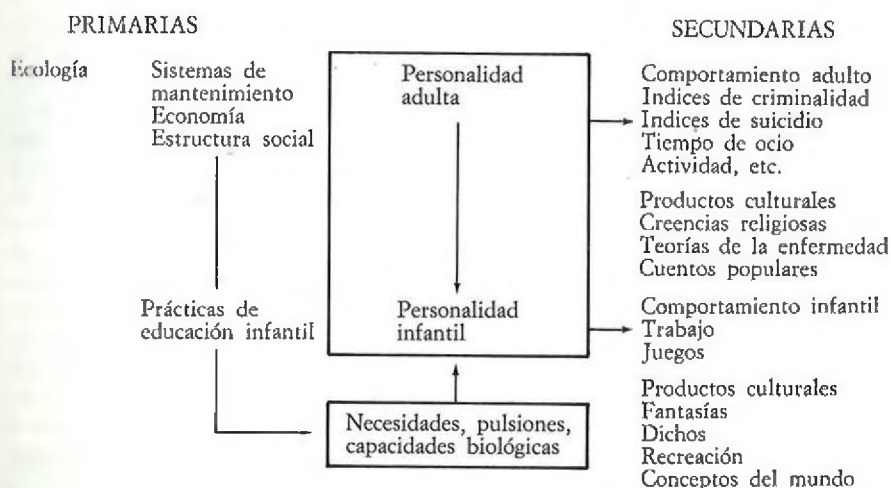 PRIMARIAS
SECUNDARIAS
Ecología
Sistemas de
mantenimiento
Economía
Estructura social
Prácticas de
educación infantil
Personalidad
adulta
Personalidad
infantil
Necesidades, pulsiones,
capacidades biológicas
Comportamiento adulto
Indices de criminalidad
Indices de suicidio
Tiempo de ocio
Actividad, etc.
Productos culturales
Creencias religiosas
Teorías de la enfermedad
Cuentos populares
Comportamiento infantil
Trabajo
Juegos
Productos culturales
Fantasías
Dichos
Recreación
Conceptos del mundo